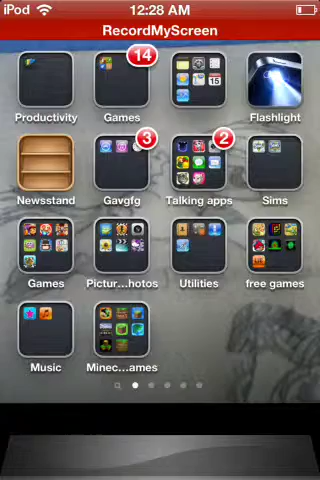 iPod 12:28 AM
RecordMyScreen
14
15
Productivity Games Flashlight
3 2
Newsstand Gavgfg Talking apps Sims
Games Pictur...hotos Utilities free games
Music Minec...ames